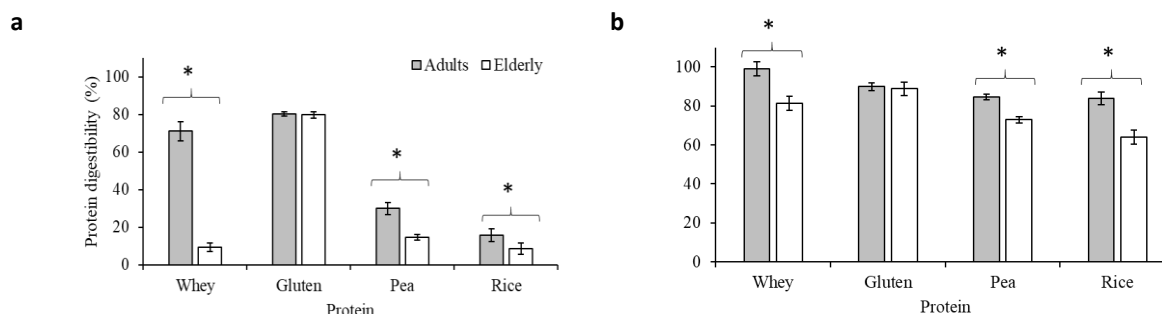 a
Protein digestibility (%)
100
80
60
40
20
0
Adults Elderly
*
*
*
Whey Gluten Pea Rice
Protein
b
100
80
60
40
20
0
*
*
*
Whey Gluten Pea Rice
Protein